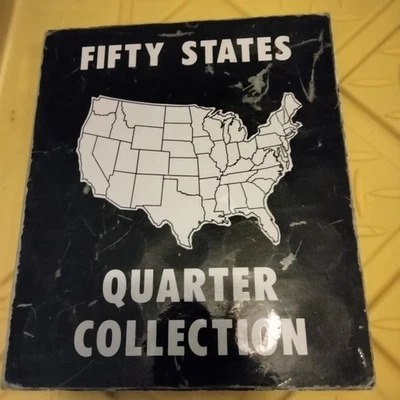 FIFTY STATES
QUARTER
COLLECTION